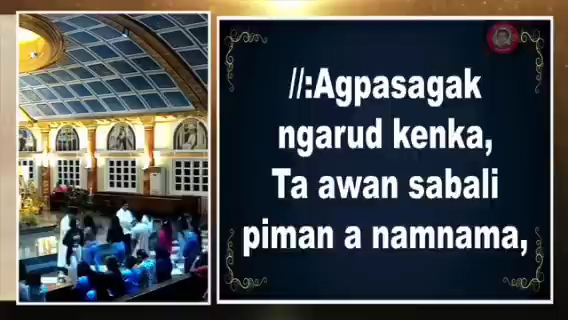 //:Agpasagak
ngarud kenka,
Ta awan sabali
piman a namnama,